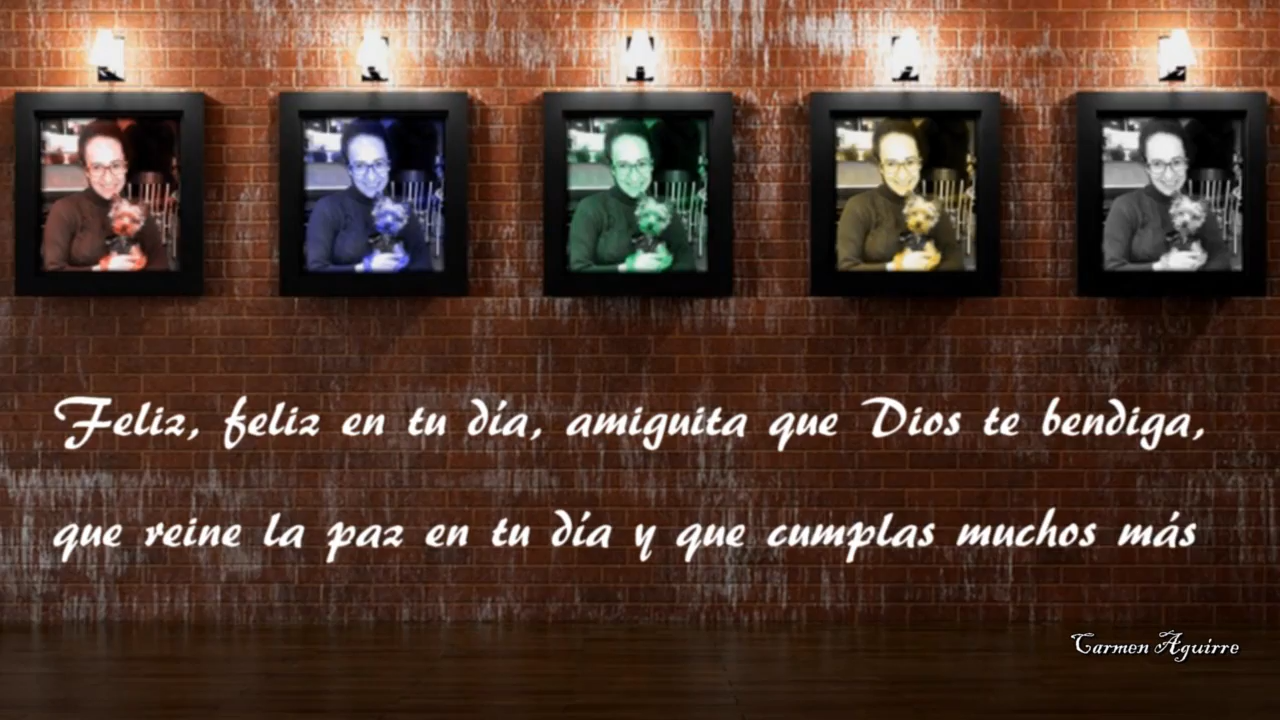 Feliz, feliz en tu día, amiguita que Dios te bendiga,
que reine la paz en tu día y que cumplas muchos más
Carmen Aguirre